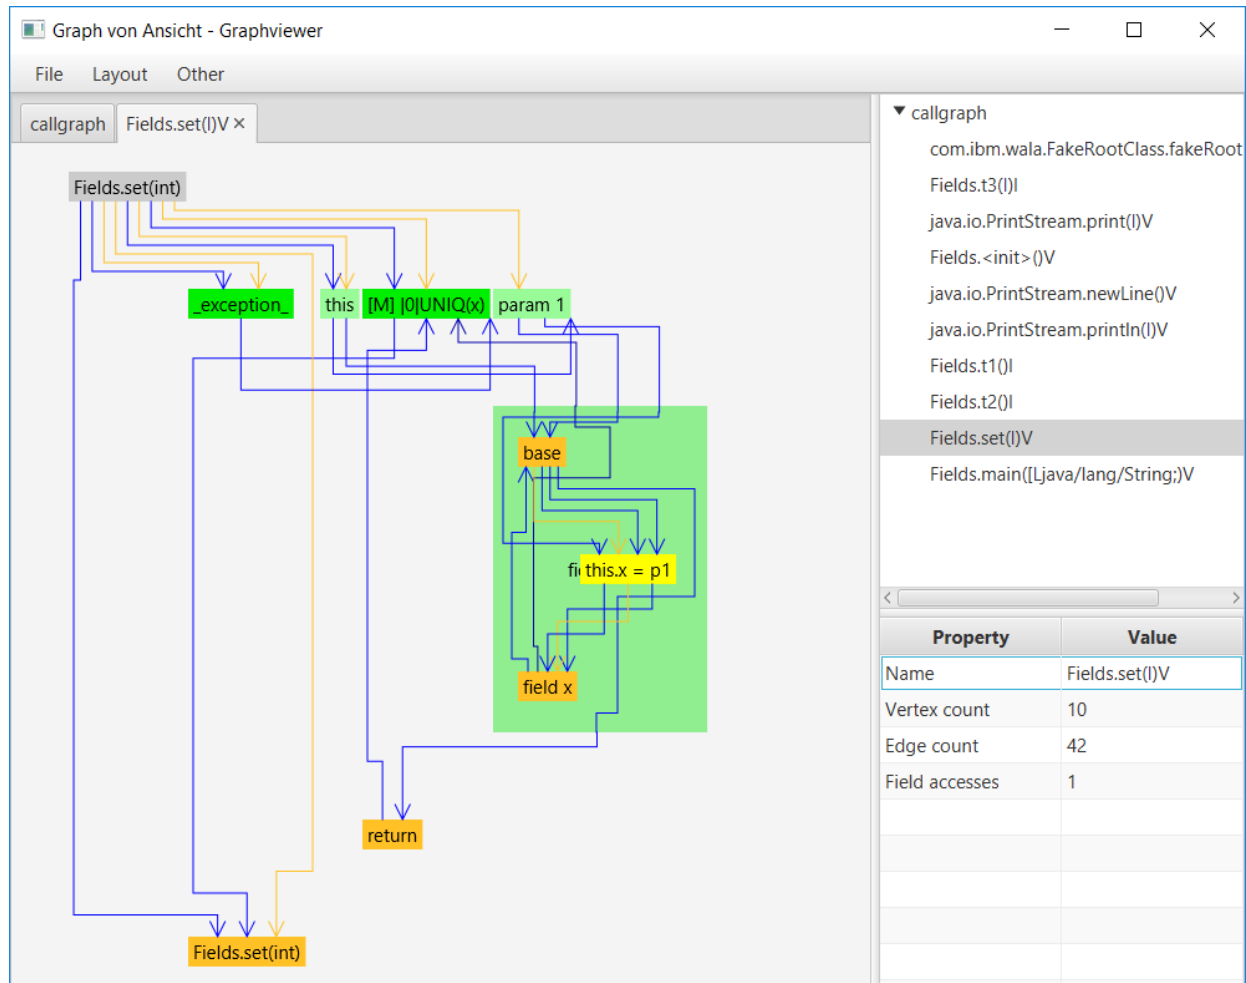 Graph von Ansicht - Graphviewer
File Layout Other
callgraph Fields.set(I)V ×
Fields.set(int)
_exception_ this [M] |0|UNIQ(x) param 1
base
this.x = p1
field x
return
Fields.set(int)
callgraph
com.ibm.wala.FakeRootClass.fakeRoot
Fields.t3(I)I
java.io.PrintStream.print(I)V
Fields.<init>()V
java.io.PrintStream.newLine()V
java.io.PrintStream.println(I)V
Fields.t1()I
Fields.t2()I
Fields.set(I)V
Fields.main([Ljava/lang/String;)V
Property Value
Name Fields.set(I)V
Vertex count 10
Edge count 42
Field accesses 1